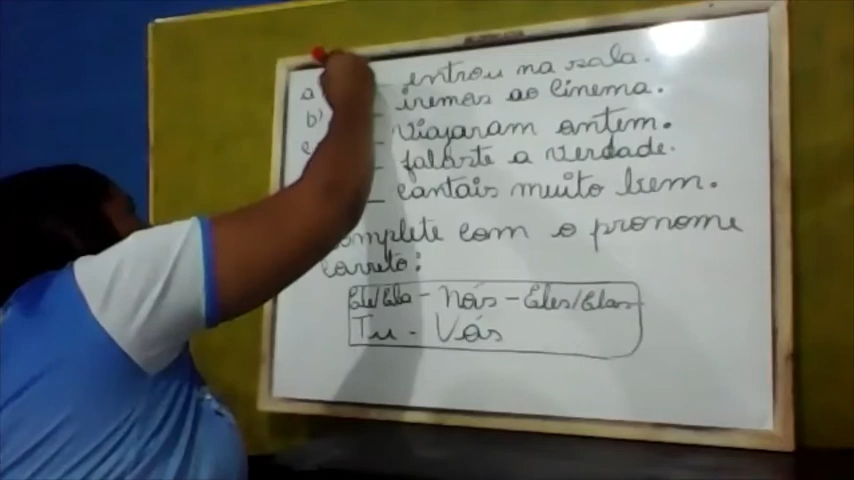 a entrou na sala.
b) iremos ao cinema.
viajaram ontem.
falaste a verdade.
cantais muito bem.
omplete com o pronome
correto:
Ele/Ela - Nós - Eles/Elas
Tu - Vós